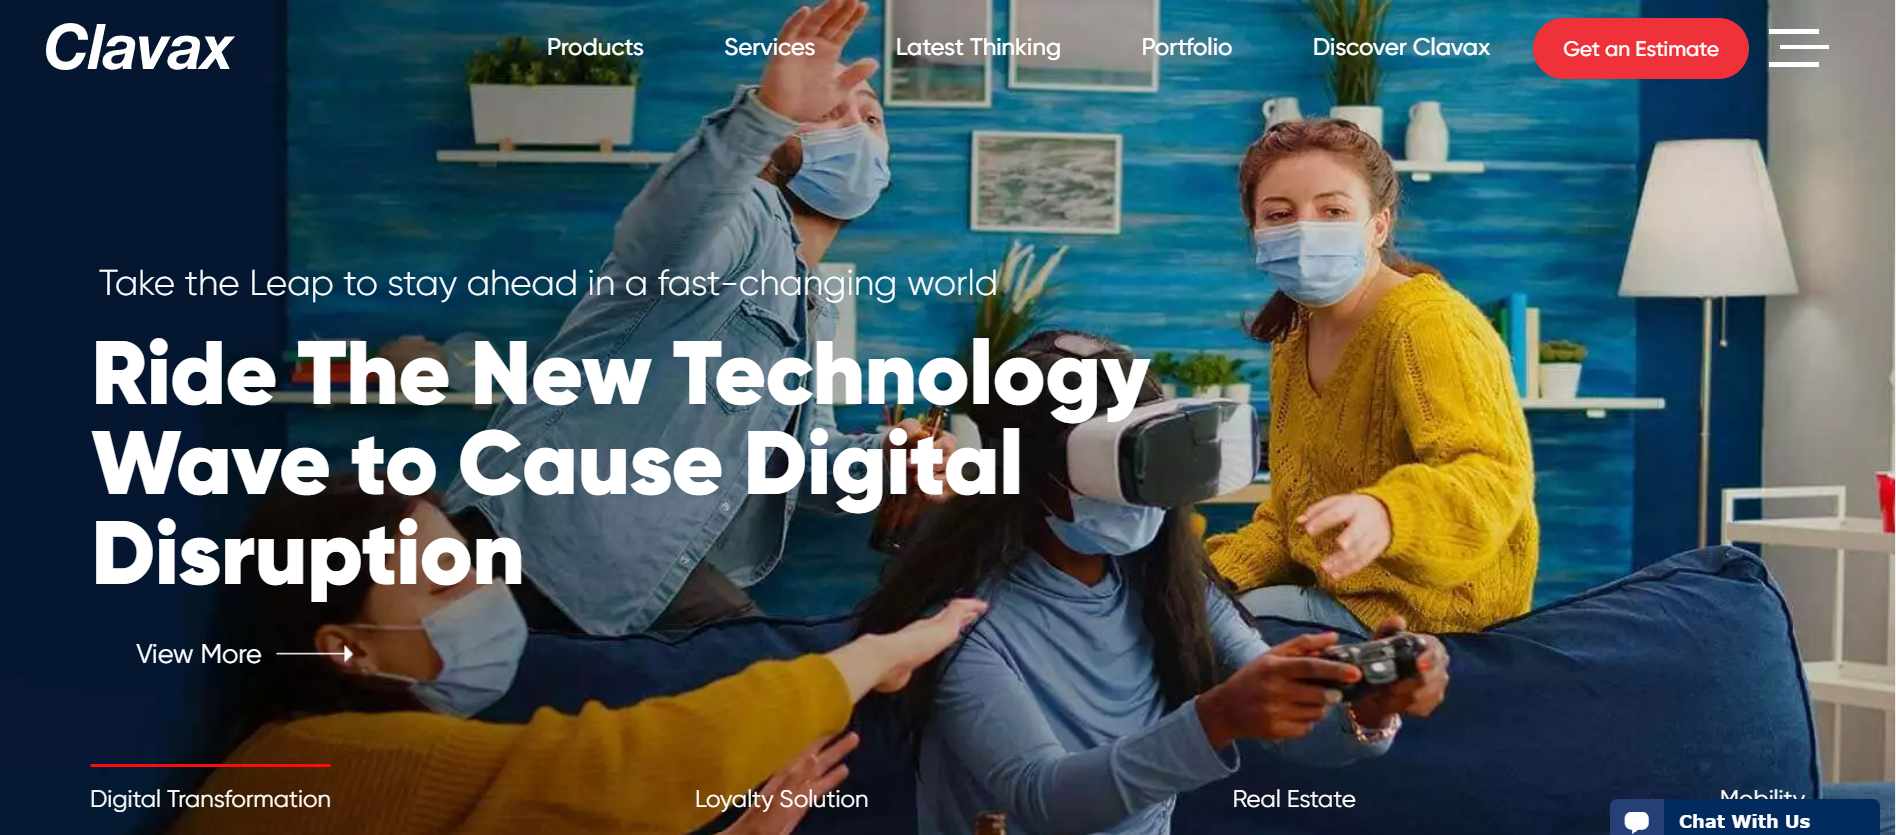 Clavax
Products
Services
Latest Thinking
Portfolio
Discover Clavax
Get an Estimate
Take the Leap to stay ahead in a fast-changing world
Ride The New Technology
Wave to Cause Digital
Disruption
View More
Digital Transformation
Loyalty Solution
Real Estate
Mobility
Chat With Us